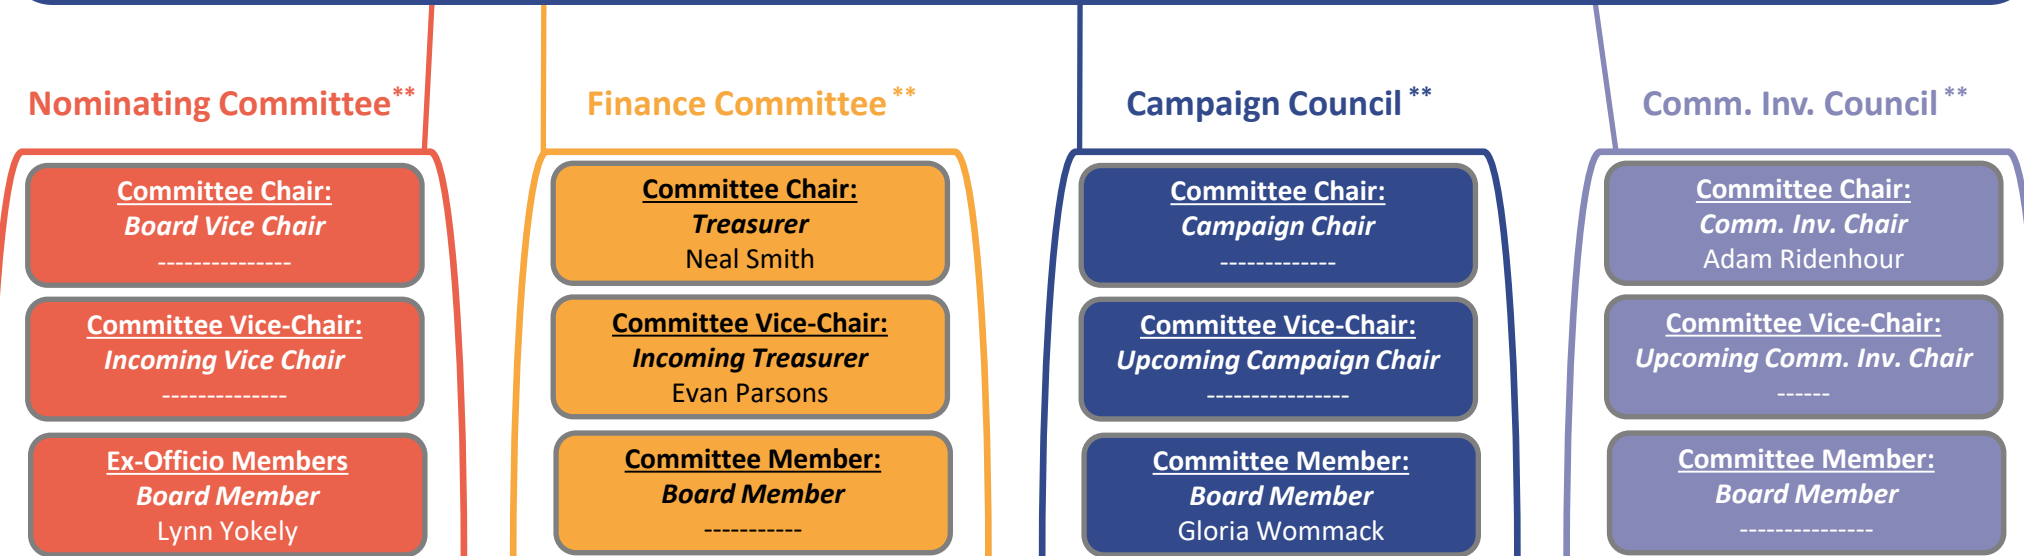 Nominating Committee**
Committee Chair:
Board Vice Chair
---------------
Committee Vice-Chair:
Incoming Vice Chair
--------------
Ex-Officio Members
Board Member
Lynn Yokely
Finance Committee**
Committee Chair:
Treasurer
Neal Smith
Committee Vice-Chair:
Incoming Treasurer
Evan Parsons
Committee Member:
Board Member
-----------
Campaign Council**
Committee Chair:
Campaign Chair
-------------
Committee Vice-Chair:
Upcoming Campaign Chair
----------------
Committee Member:
Board Member
Gloria Wommack
Comm. Inv. Council**
Committee Chair:
Comm. Inv. Chair
Adam Ridenhour
Committee Vice-Chair:
Upcoming Comm. Inv. Chair
------
Committee Member:
Board Member
---------------